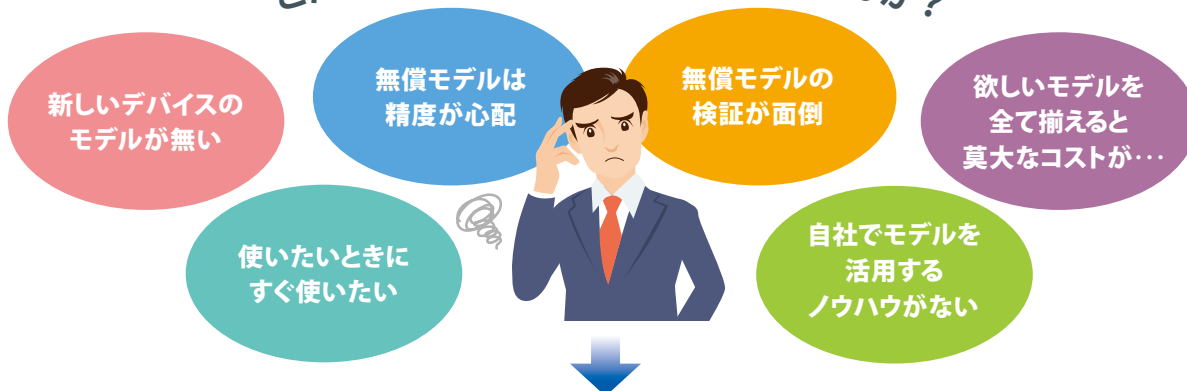 新しいデバイスの
モデルが無い
無償モデルは
精度が心配
無償モデルの
検証が面倒
欲しいモデルを
全て揃えると
莫大なコストが…
使いたいときに
すぐ使いたい
自社でモデルを
活用する
ノウハウがない